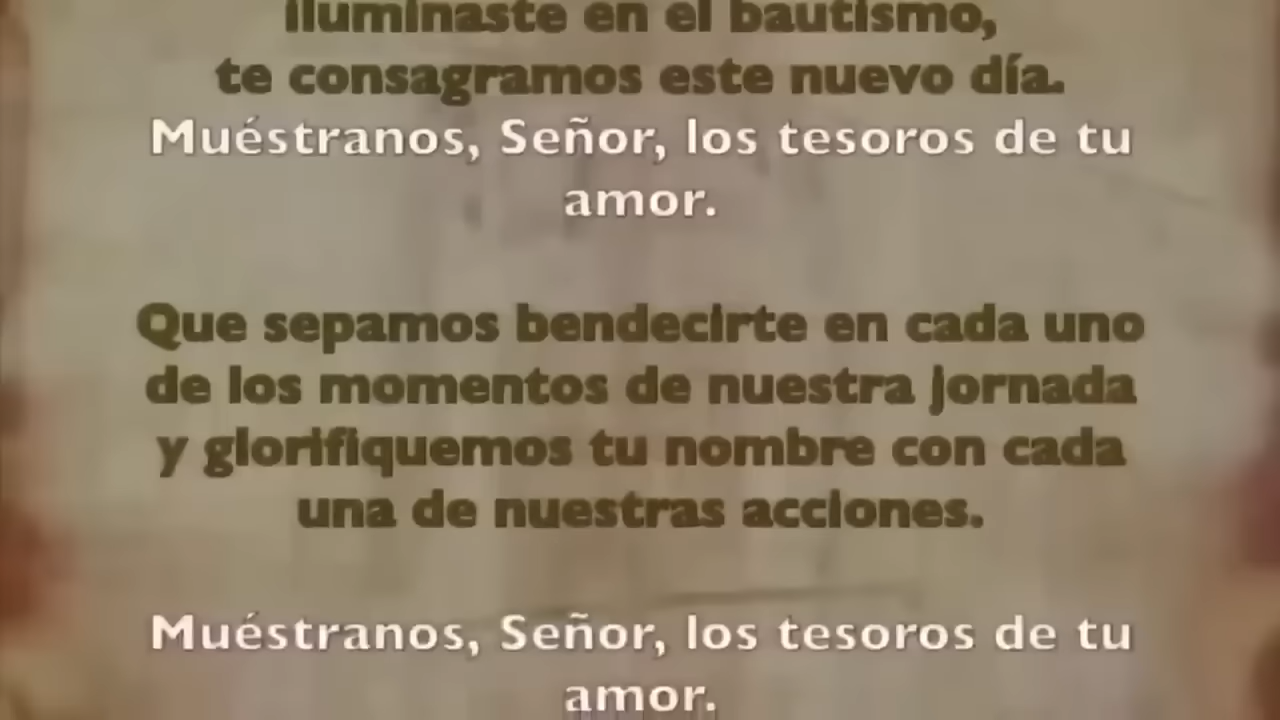 iluminaste en el bautismo,
te consagramos este nuevo día.
Muéstranos, Señor, los tesoros de tu
amor.
Que sepamos bendecirte en cada uno
de los momentos de nuestra jornada
y glorifiquemos tu nombre con cada
una de nuestras acciones.
Muéstranos, Señor, los tesoros de tu
amor.